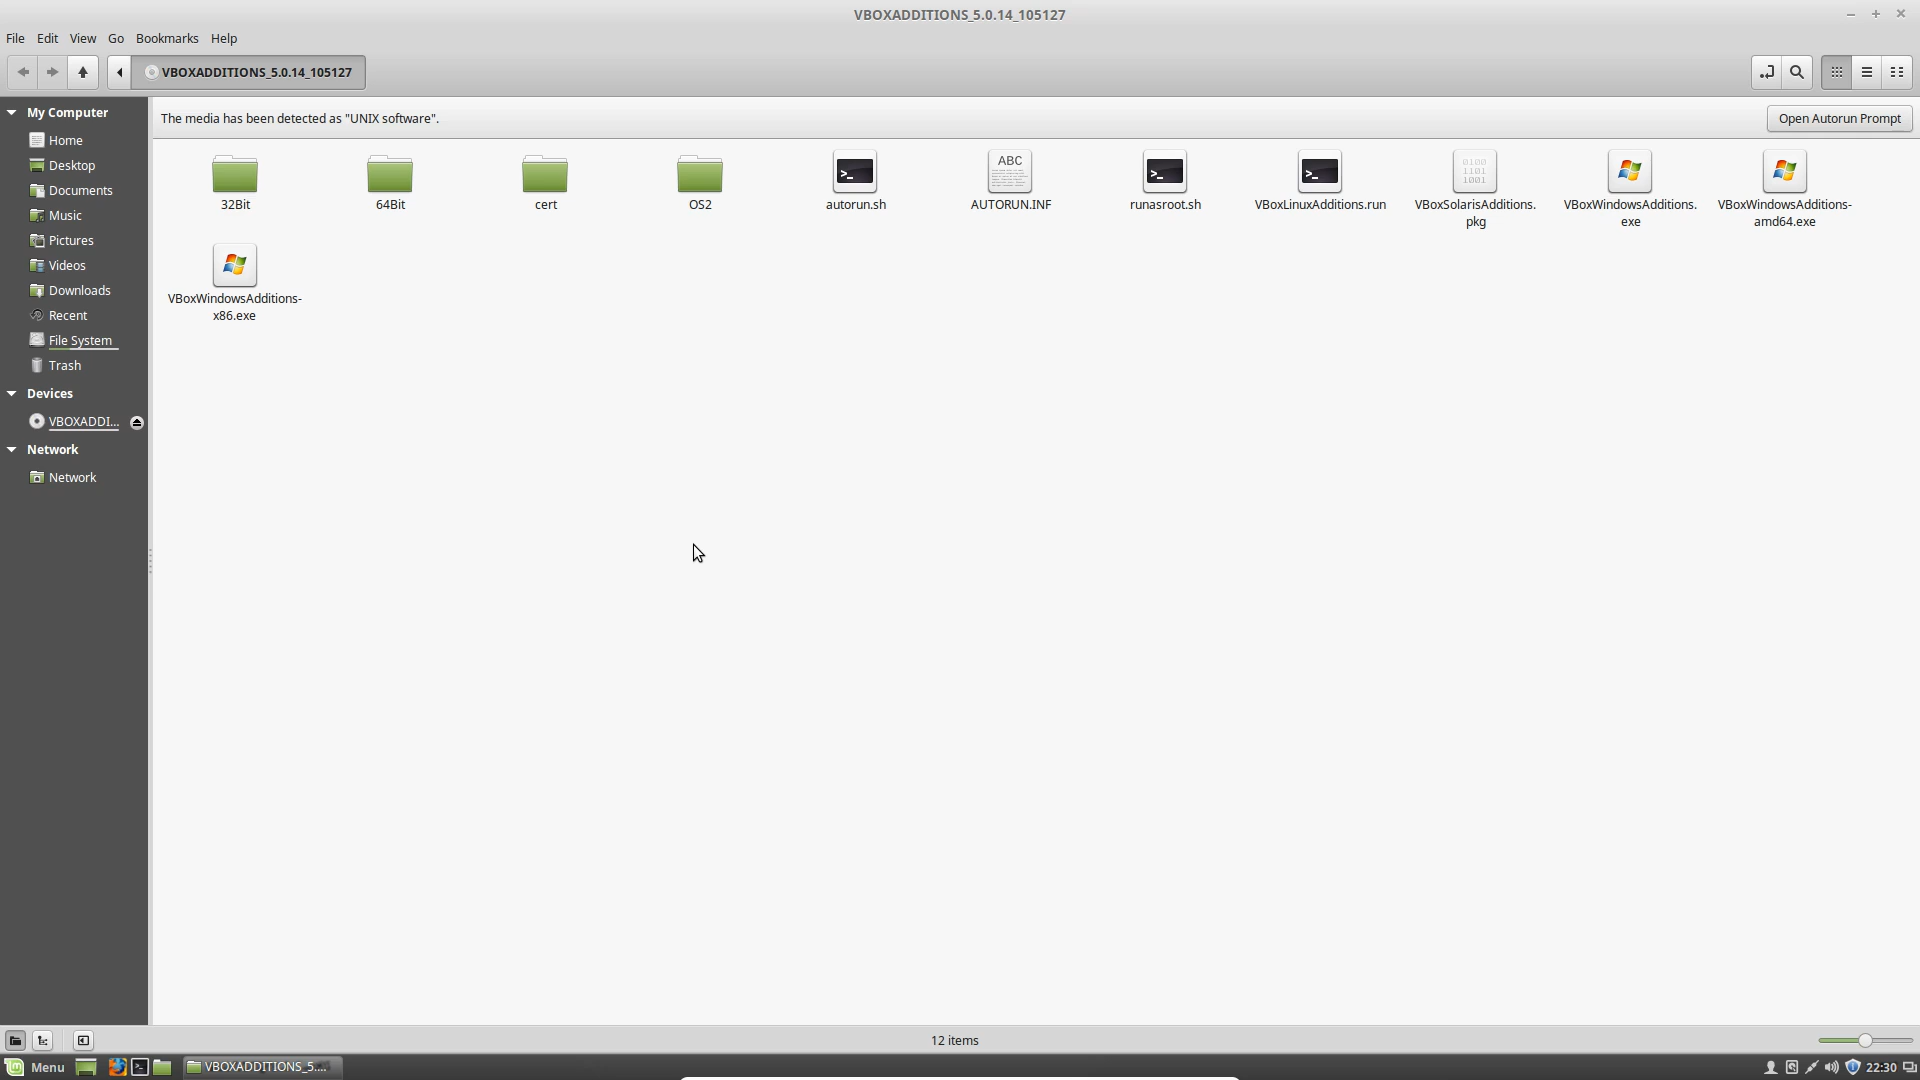 VBOXADDITIONS_5.0.14_105127
File Edit View Go Bookmarks Help
VBOXADDITIONS_5.0.14_105127
My Computer
Home
Desktop
Documents
Music
Pictures
Videos
Downloads
Recent
File System
Trash
Devices
VBOXADDI...
Network
Network
The media has been detected as "UNIX software".
Open Autorun Prompt
32Bit
64Bit
cert
OS2
autorun.sh
ABC
AUTORUN.INF
runasroot.sh
VBoxLinuxAdditions.run
0100
1101
1001
VBoxSolarisAdditions.
pkg
VBoxWindowsAdditions.
exe
VBoxWindowsAdditions-
amd64.exe
VBoxWindowsAdditions-
x86.exe
12 items
Menu
VBOXADDITIONS_5....
22:30